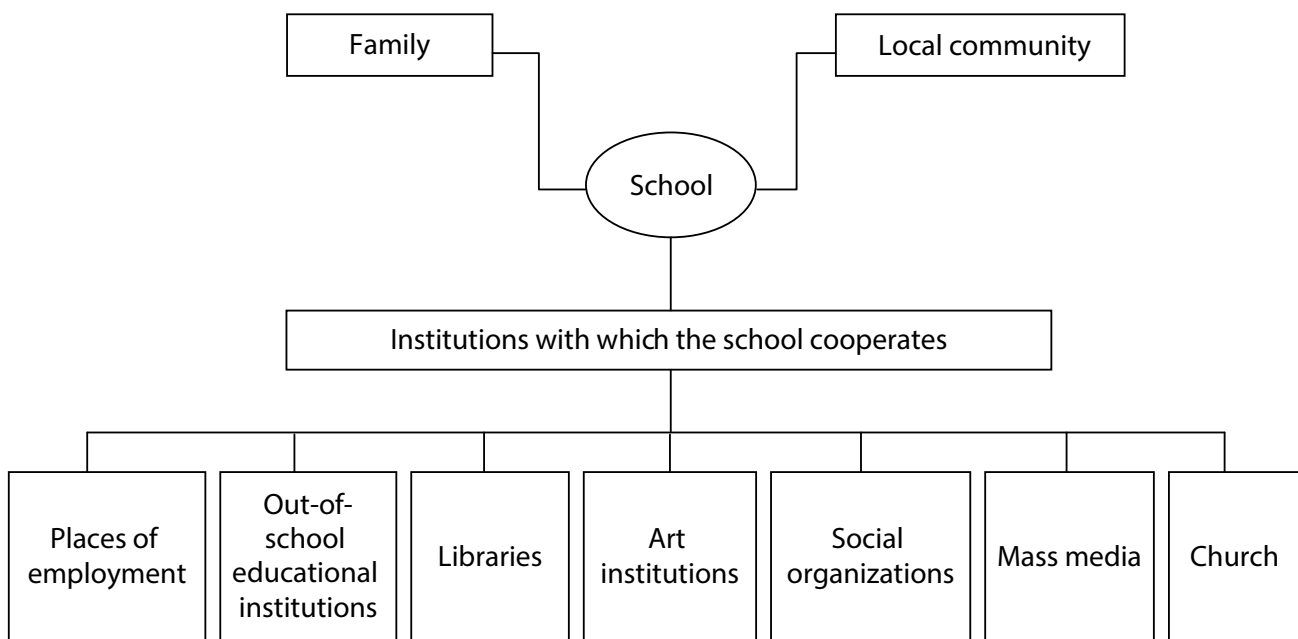 Family
Local community
School
Institutions with which the school cooperates
Places of
employment
Out-of-
school
educational
institutions
Libraries
Art
institutions
Social
organizations
Mass media
Church